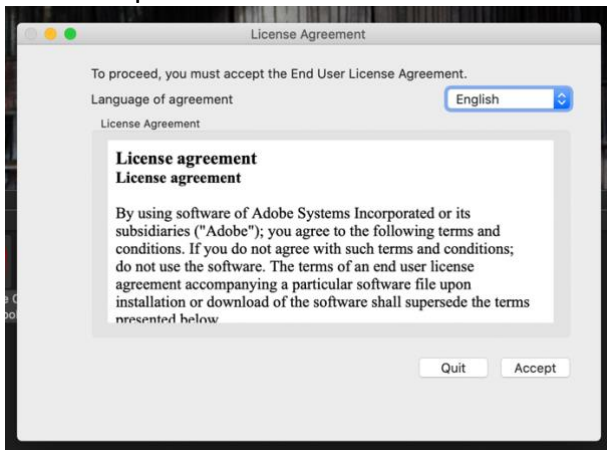 License Agreement
To proceed, you must accept the End User License Agreement.
Language of agreement English
License Agreement
License agreement
License agreement
By using software of Adobe Systems Incorporated or its
subsidiaries ("Adobe"); you agree to the following terms and
conditions. If you do not agree with such terms and conditions;
do not use the software. The terms of an end user license
agreement accompanying a particular software file upon
installation or download of the software shall supersede the terms
presented below
Quit Accept